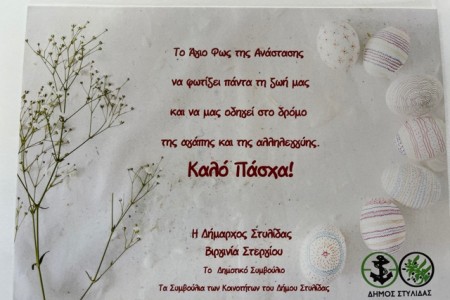 Το Άγιο Φως της Ανάστασης
να φωτίζει πάντα τη ζωή μας
και να μας οδηγεί στο δρόμο
της αγάπης και της αλληλεγγύης.
Καλό Πάσχα!
Η Δήμαρχος Στυλίδας
Βιργινία Στεργίου
Το Δημοτικό Συμβούλιο
Τα Συμβούλια των Κοινοτήτων του Δήμου Στυλίδας
ΔΗΜΟΣ ΣΤΥΛΙΔΑΣ